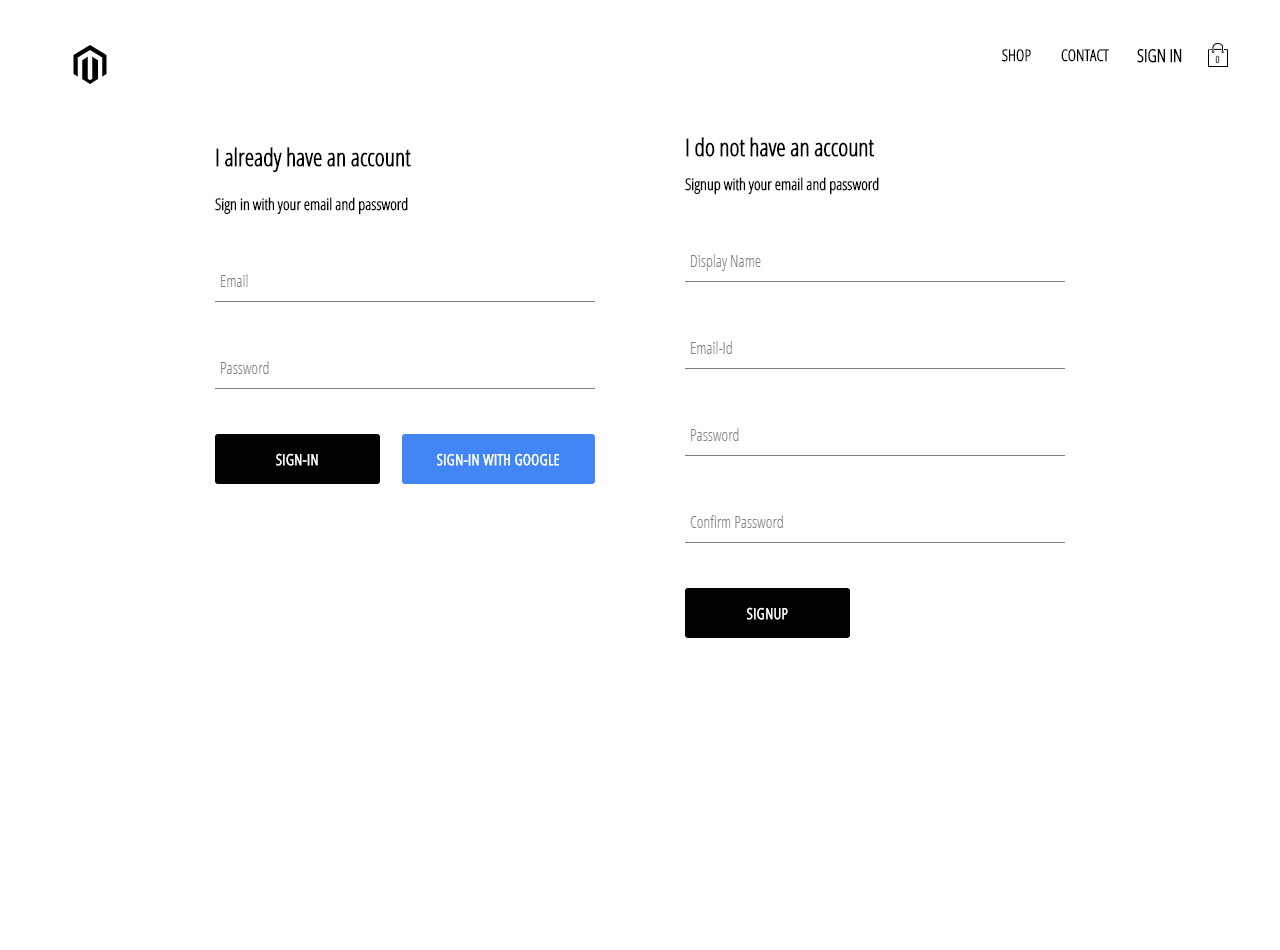 SHOP
CONTACT
SIGN IN
0
I already have an account
Sign in with your email and password
Email
Password
SIGN-IN
SIGN-IN WITH GOOGLE
I do not have an account
Signup with your email and password
Display Name
Email-Id
Password
Confirm Password
SIGNUP